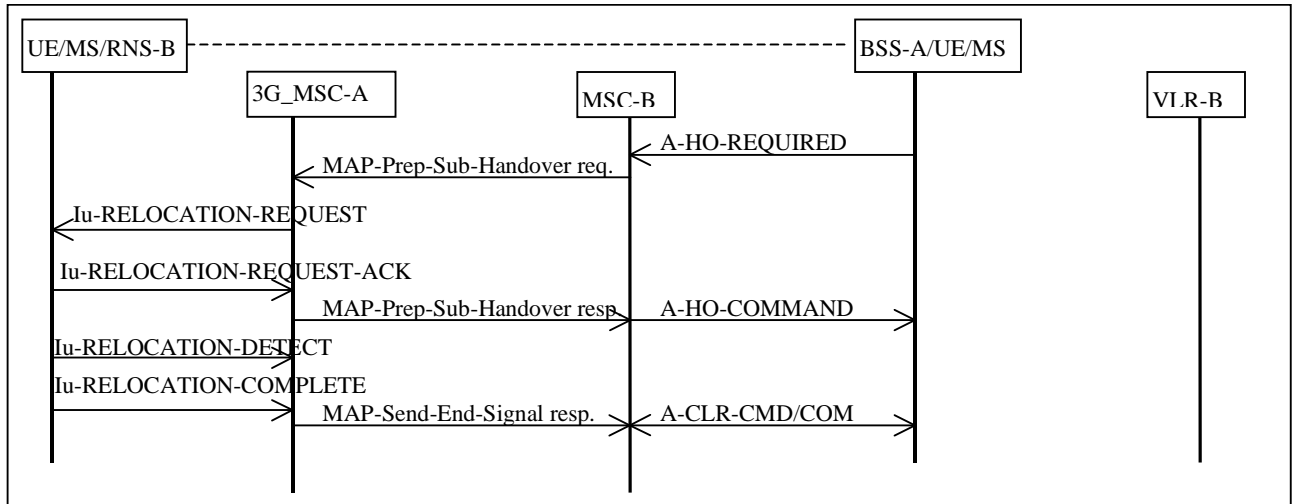 UE/MS/RNS-B
BSS-A/UE/MS
3G_MSC-A
MSC-B
VLR-B
A-HO-REQUIRED
MAP-Prep-Sub-Handover req.
Iu-RELOCATION-REQUEST
Iu-RELOCATION-REQUEST-ACK
MAP-Prep-Sub-Handover resp.
A-HO-COMMAND
Iu-RELOCATION-DETECT
Iu-RELOCATION-COMPLETE
MAP-Send-End-Signal resp.
A-CLR-CMD/COM